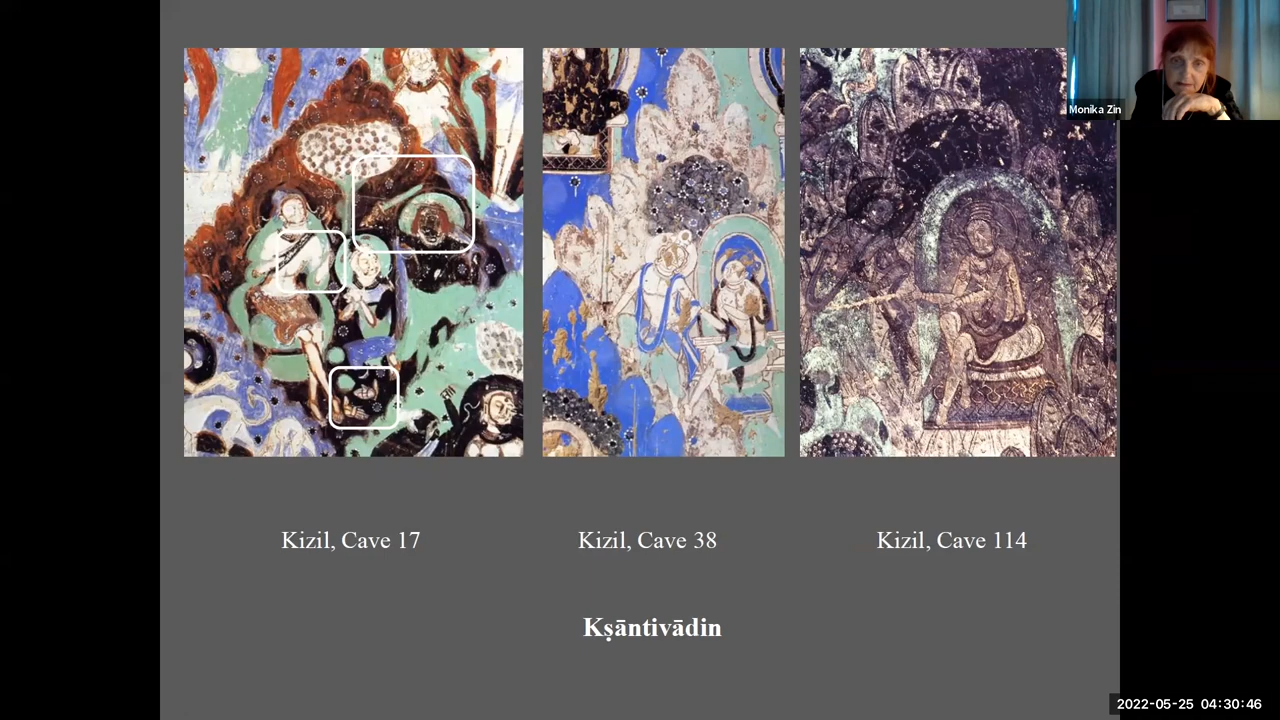 Monika Zin
Kizil, Cave 17
Kizil, Cave 38
Kizil, Cave 114
Kṣāntivādin
2022-05-25 04:30:46